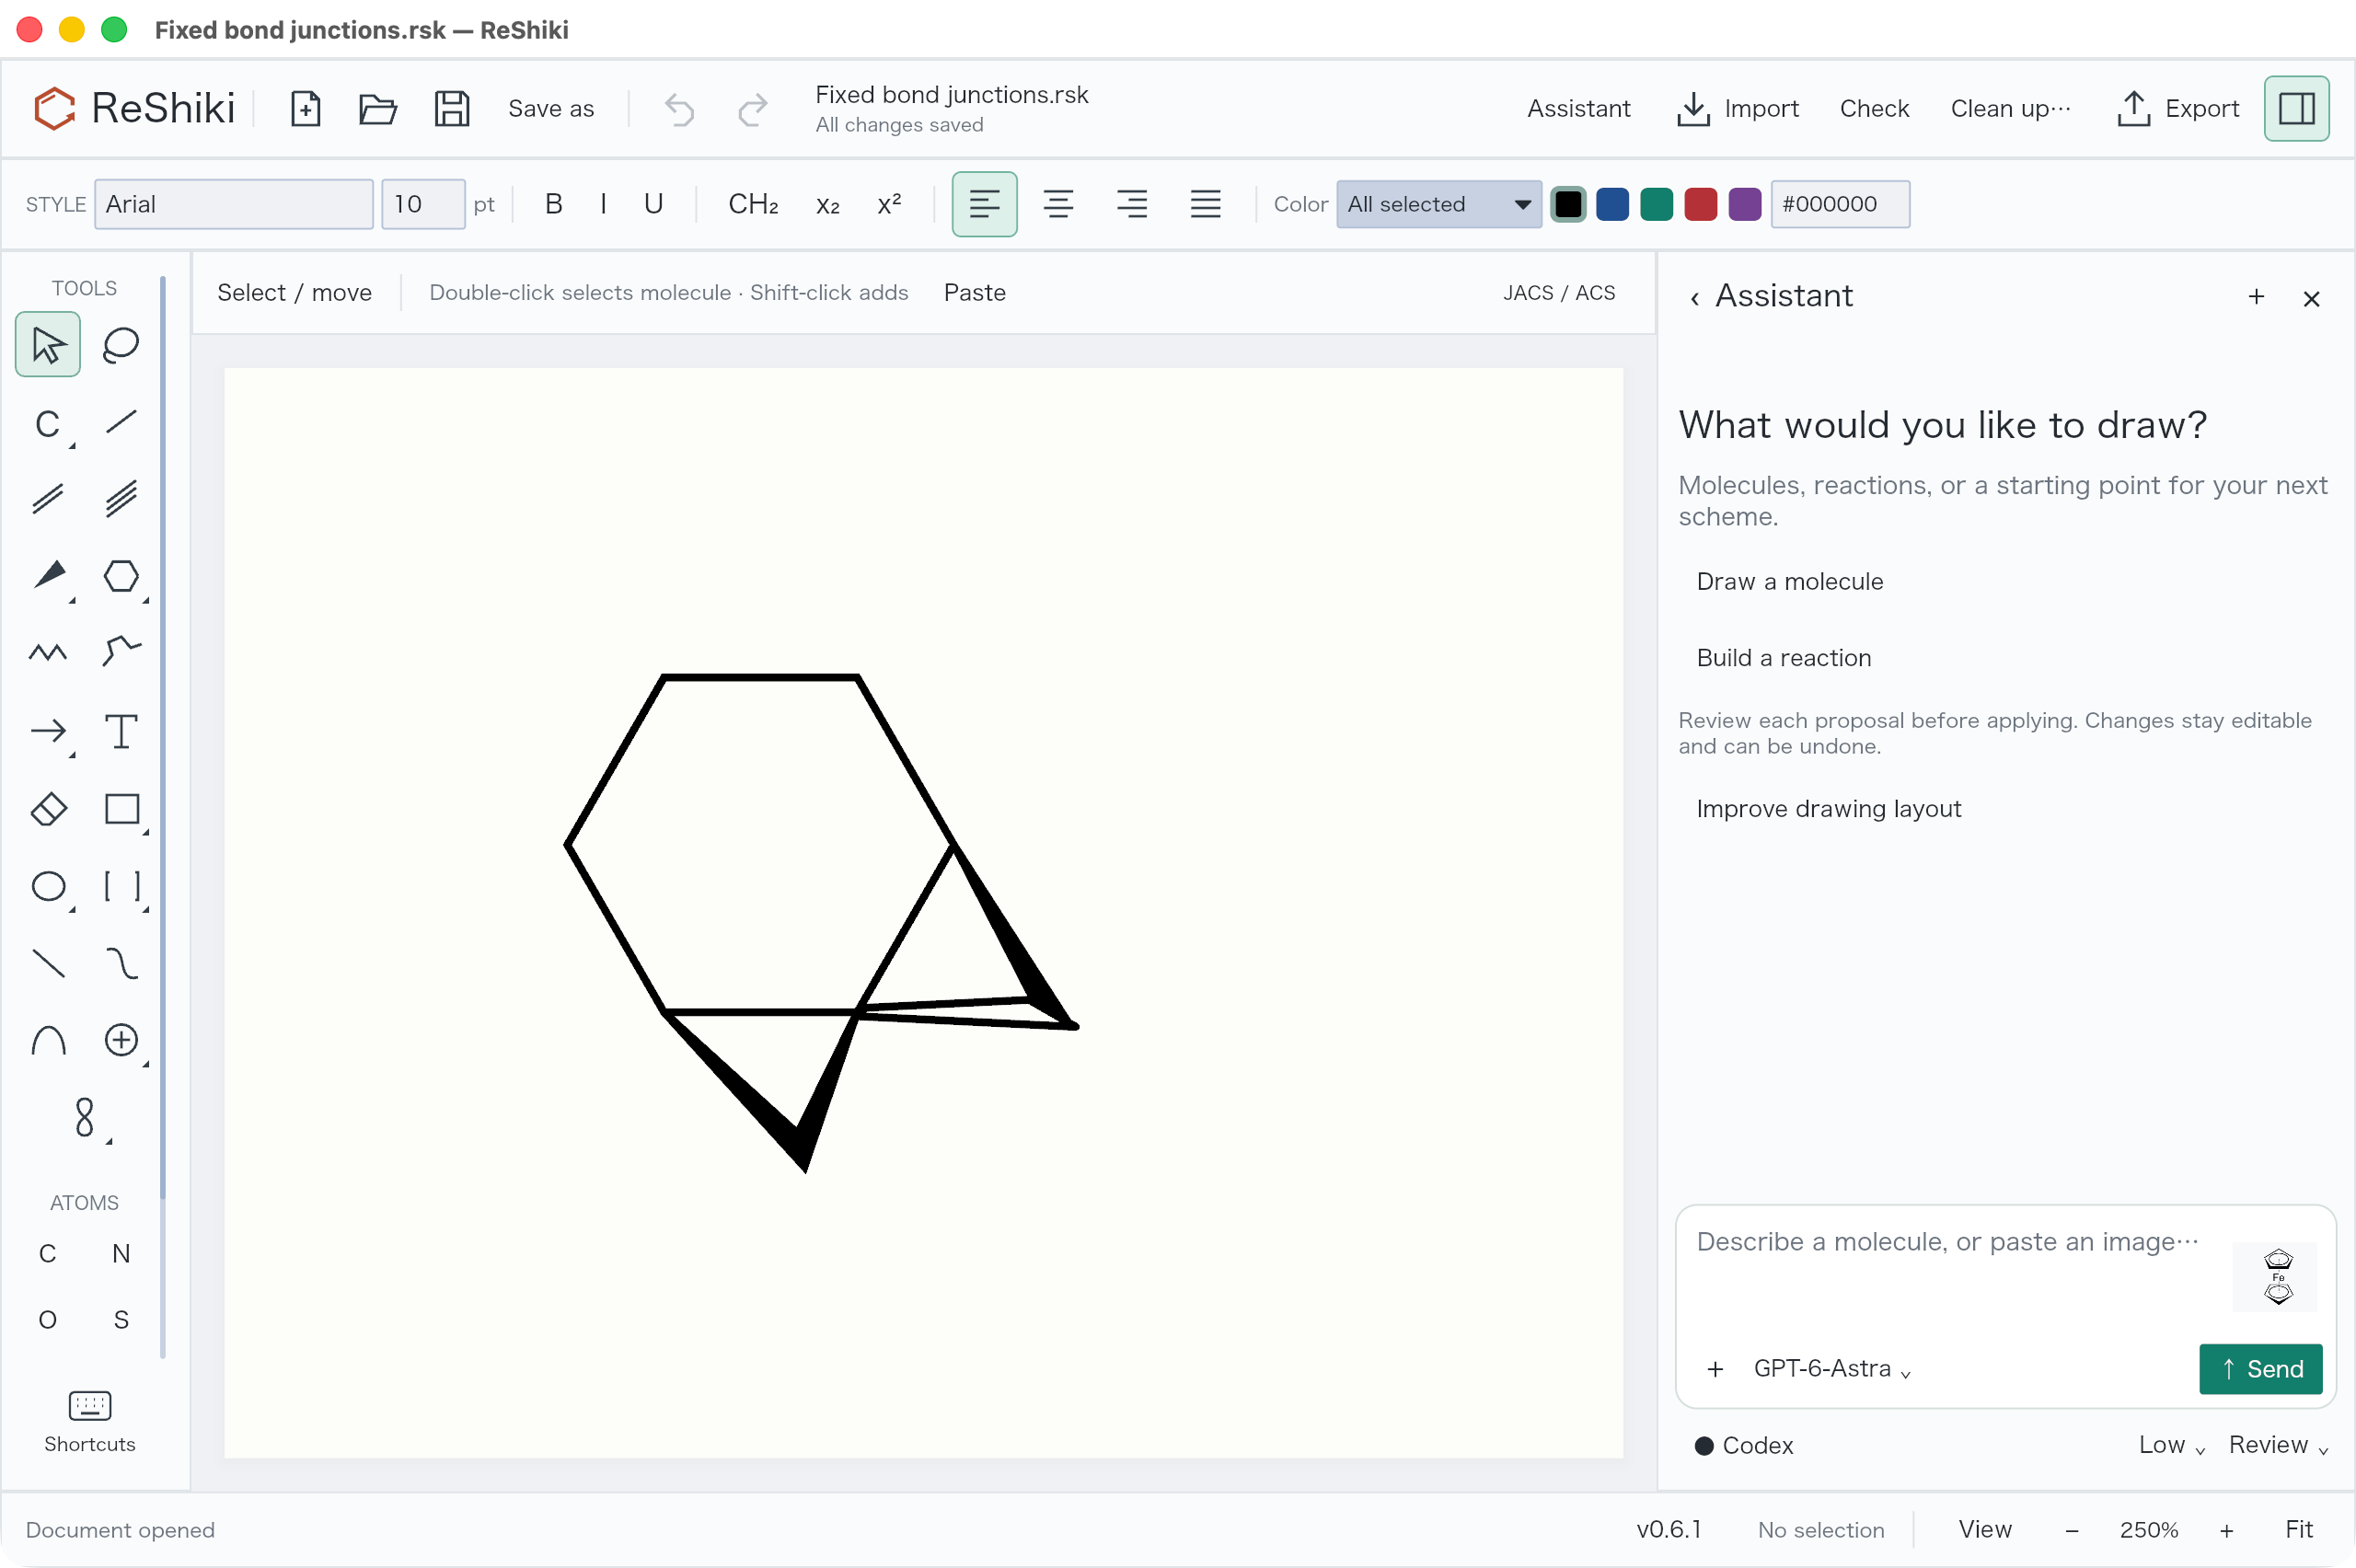 Fixed bond junctions.rsk — ReShiki
ReShiki
Save as
Fixed bond junctions.rsk
All changes saved
Assistant
Import
Check
Clean up···
Export
STYLE
Arial
10
pt
B
I
U
CH₂
x₂
x²
Color
All selected
#000000
TOOLS
Select / move
Double-click selects molecule · Shift-click adds
Paste
JACS / ACS
‹ Assistant
+
×
C
T
[ ]
What would you like to draw?
Molecules, reactions, or a starting point for your next
scheme.
Draw a molecule
Build a reaction
Review each proposal before applying. Changes stay editable
and can be undone.
Improve drawing layout
ATOMS
C N
O S
Shortcuts
Describe a molecule, or paste an image···
Fe
+ GPT-6-Astra
↑ Send
Codex
Low
Review
Document opened
v0.6.1
No selection
View
− 250% +
Fit